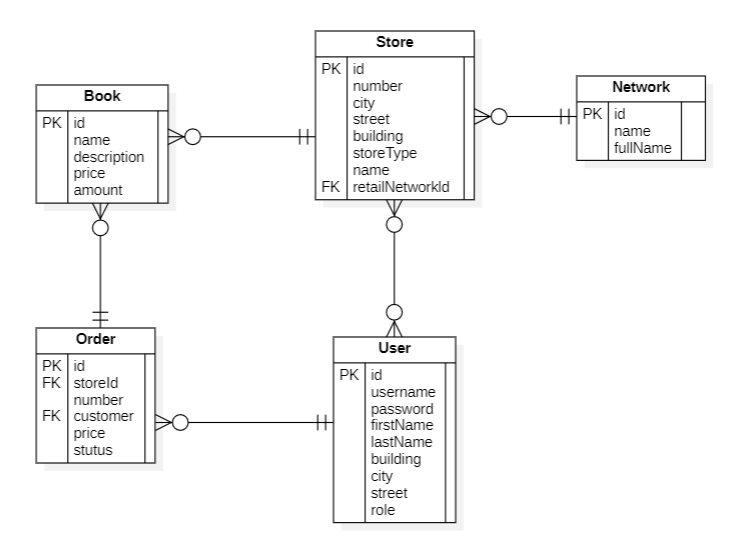 Store
PK id
number
city
street
building
storeType
name
FK retailNetworkId
Network
PK id
name
fullName
Book
PK id
name
description
price
amount
Order
PK id
FK storeId
number
FK customer
price
stutus
User
PK id
username
password
firstName
lastName
building
city
street
role